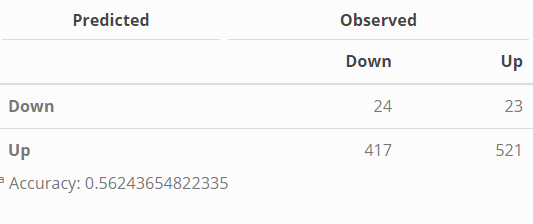 Predicted Observed
Down Up
Down 24 23
Up 417 521
a Accuracy: 0.56243654822335